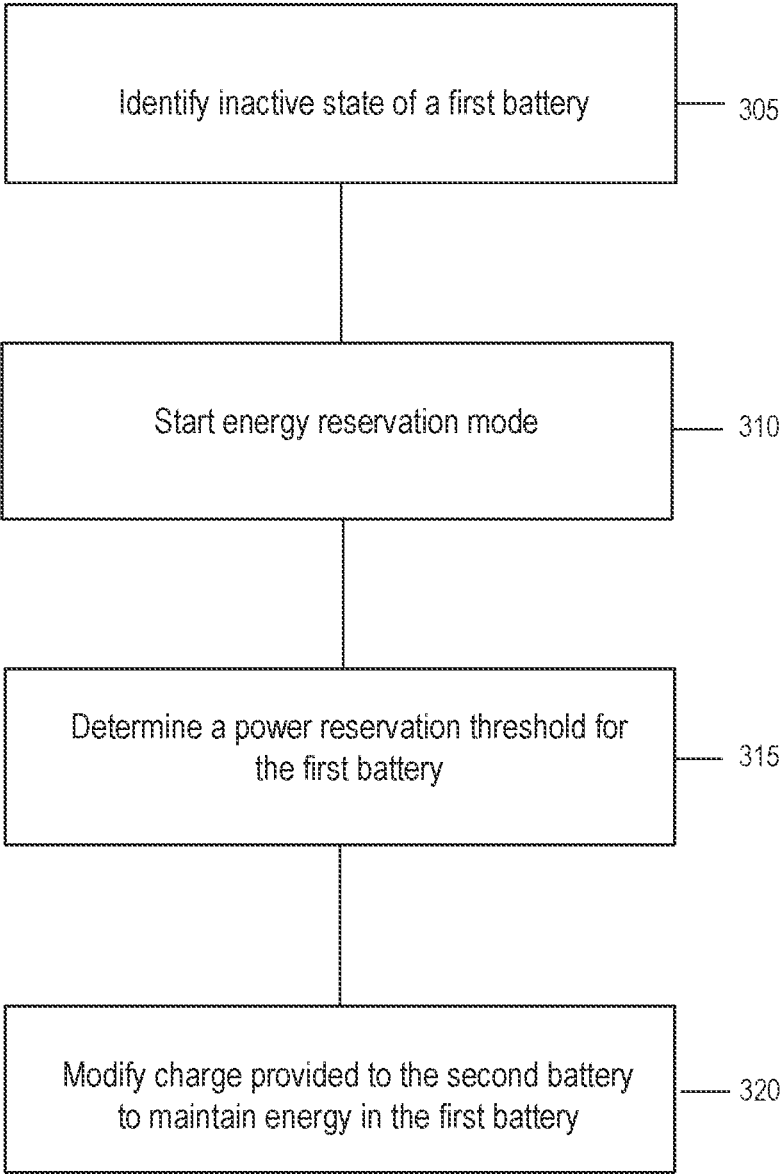 Identify inactive state of a first battery
305
Start energy reservation mode
310
Determine a power reservation threshold for
the first battery
315
Modify charge provided to the second battery
to maintain energy in the first battery
320